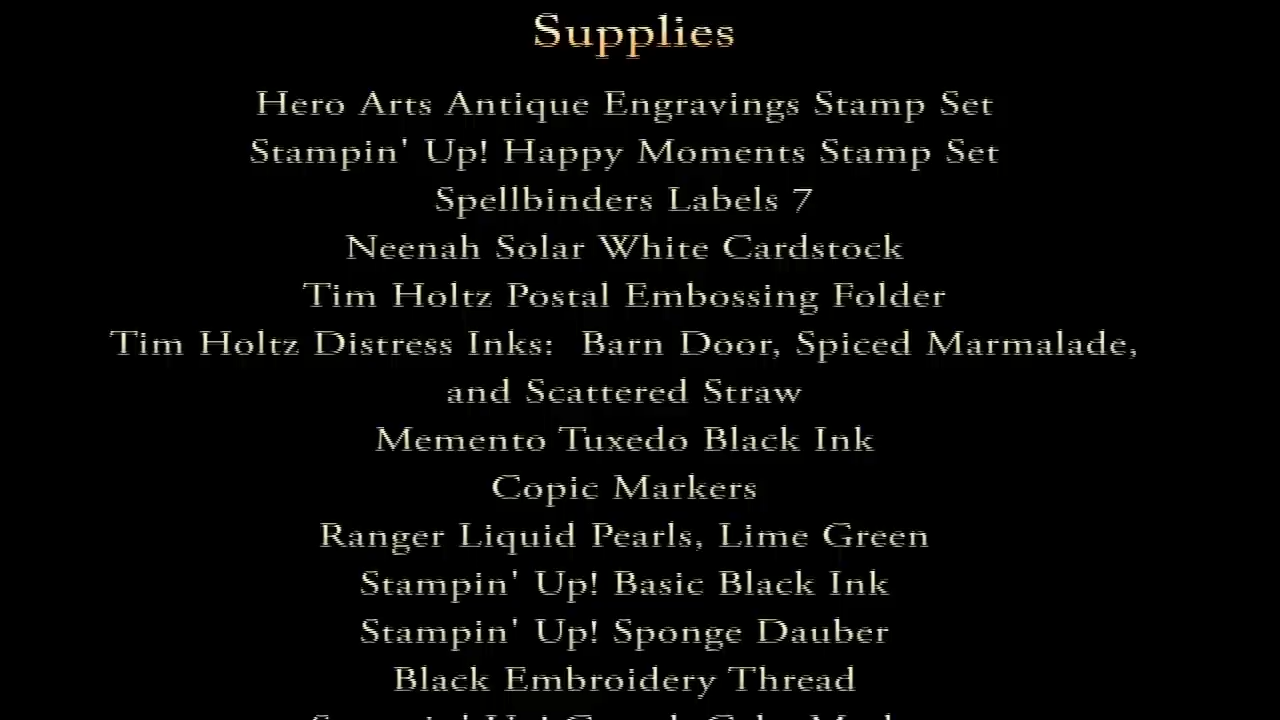 Supplies
Hero Arts Antique Engravings Stamp Set
Stampin' Up! Happy Moments Stamp Set
Spellbinders Labels 7
Neenah Solar White Cardstock
Tim Holtz Postal Embossing Folder
Tim Holtz Distress Inks:  Barn Door, Spiced Marmalade,
and Scattered Straw
Memento Tuxedo Black Ink
Copic Markers
Ranger Liquid Pearls, Lime Green
Stampin' Up! Basic Black Ink
Stampin' Up! Sponge Dauber
Black Embroidery Thread